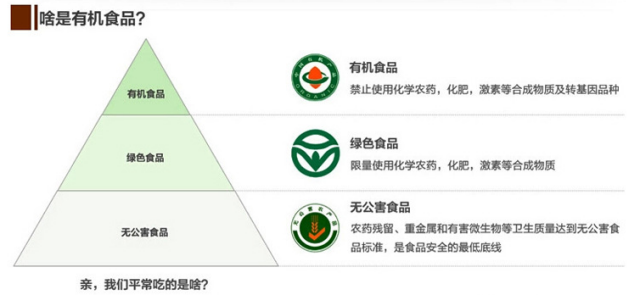 啥是有机食品?
有机食品
有机食品
禁止使用化学农药，化肥，激素等合成物质及转基因品种
绿色食品
绿色食品
限量使用化学农药，化肥，激素等合成物质
无公害食品
无公害食品
农药残留、重金属和有害微生物等卫生质量达到无公害食
品标准，是食品安全的最低底线
亲，我们平常吃的是啥?